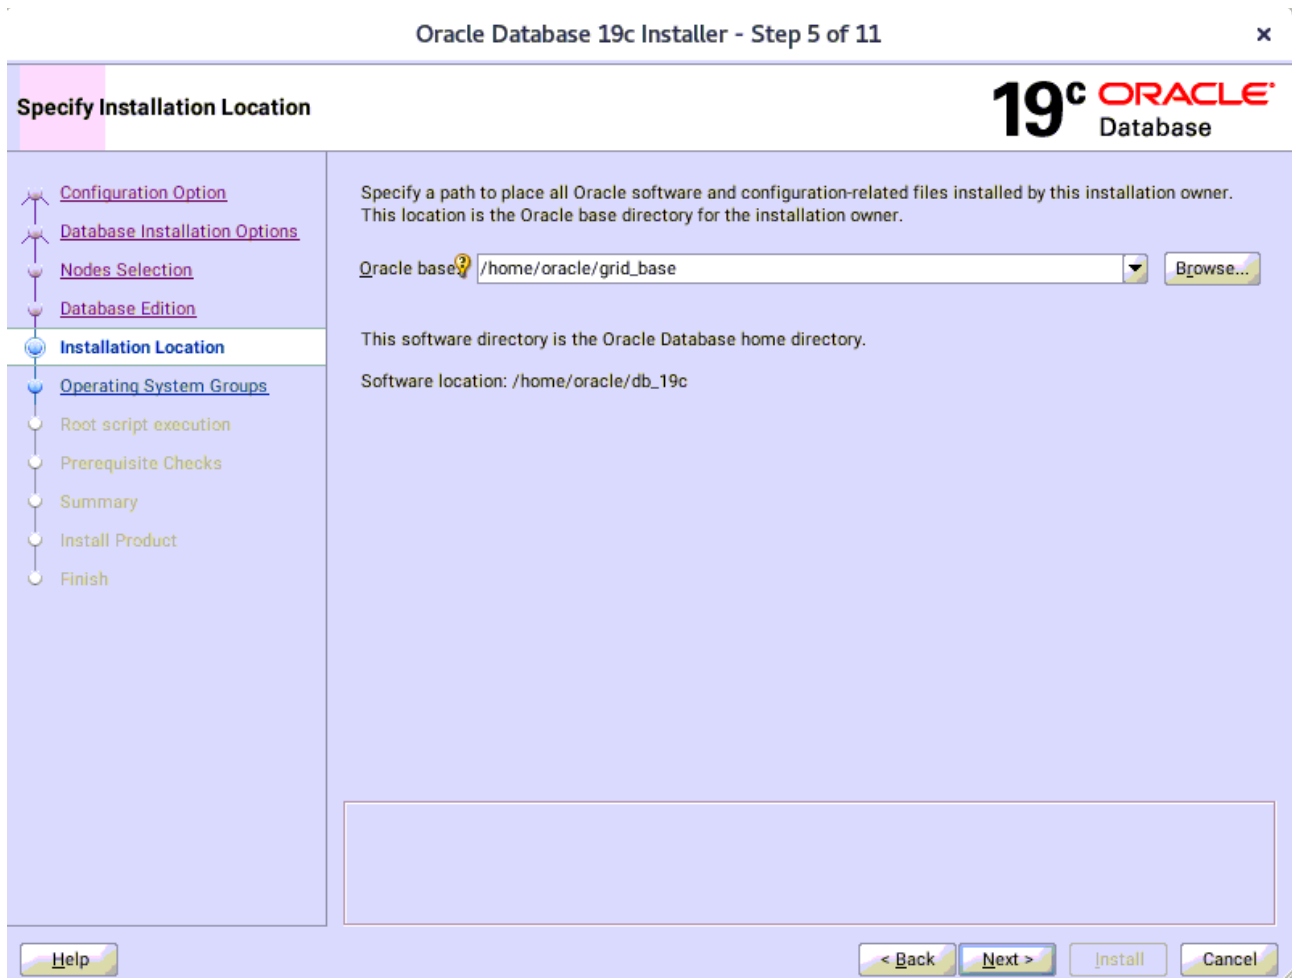 Oracle Database 19c Installer - Step 5 of 11
Specify Installation Location
19c ORACLE
Database
Configuration Option
Database Installation Options
Nodes Selection
Database Edition
Installation Location
Operating System Groups
Root script execution
Prerequisite Checks
Summary
Install Product
Finish
Specify a path to place all Oracle software and configuration-related files installed by this installation owner.
This location is the Oracle base directory for the installation owner.
Oracle base: /home/oracle/grid_base
Browse...
This software directory is the Oracle Database home directory.
Software location: /home/oracle/db_19c
Help
< Back
Next >
Install
Cancel